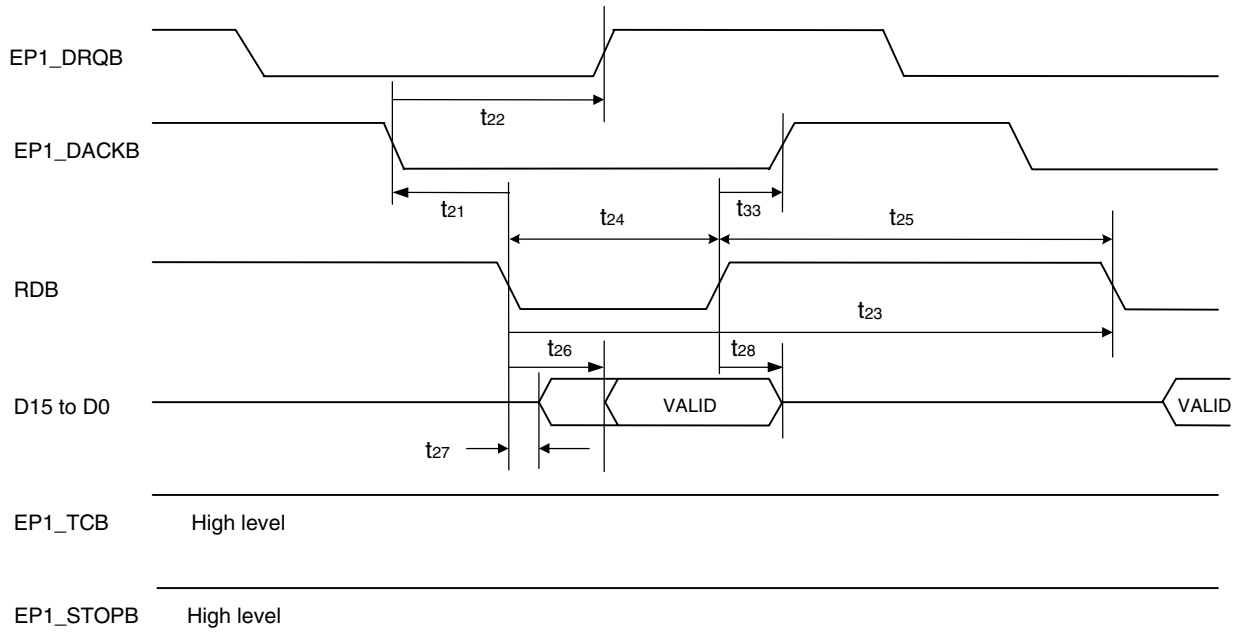 EP1_DRQB
t22
EP1_DACKB
t21
t24
t33
t25
RDB
t23
t26
t28
D15 to D0
VALID
VALID
t27
EP1_TCB
High level
EP1_STOPB
High level